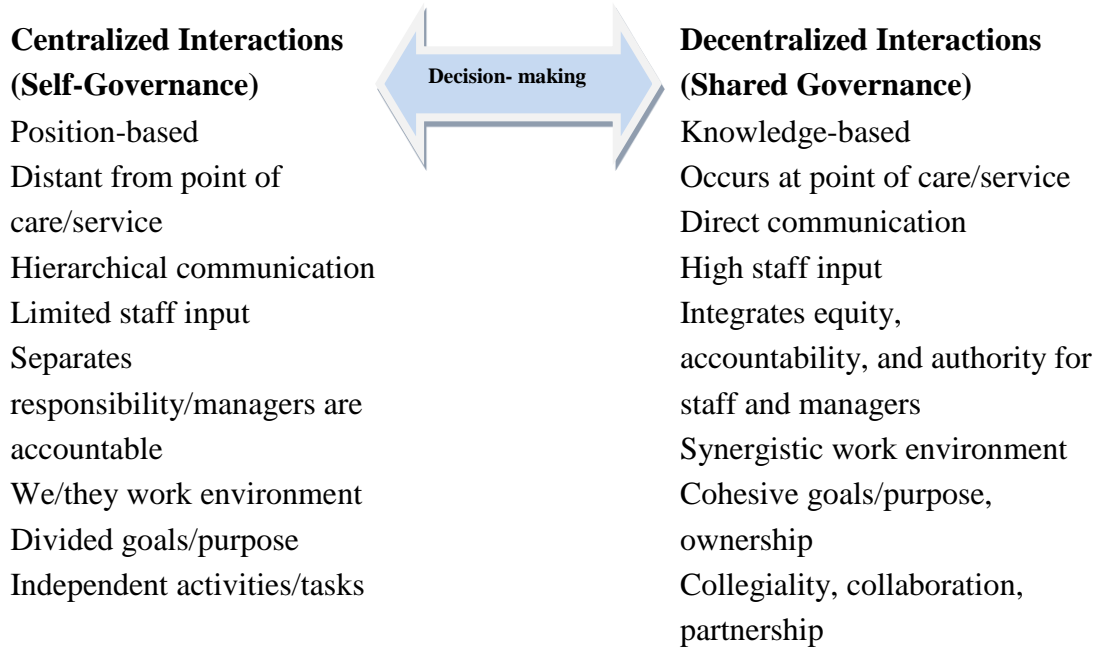 Centralized Interactions
(Self-Governance)
Position-based
Distant from point of
care/service
Hierarchical communication
Limited staff input
Separates
responsibility/managers are
accountable
We/they work environment
Divided goals/purpose
Independent activities/tasks
Decision- making
Decentralized Interactions
(Shared Governance)
Knowledge-based
Occurs at point of care/service
Direct communication
High staff input
Integrates equity,
accountability, and authority for
staff and managers
Synergistic work environment
Cohesive goals/purpose,
ownership
Collegiality, collaboration,
partnership